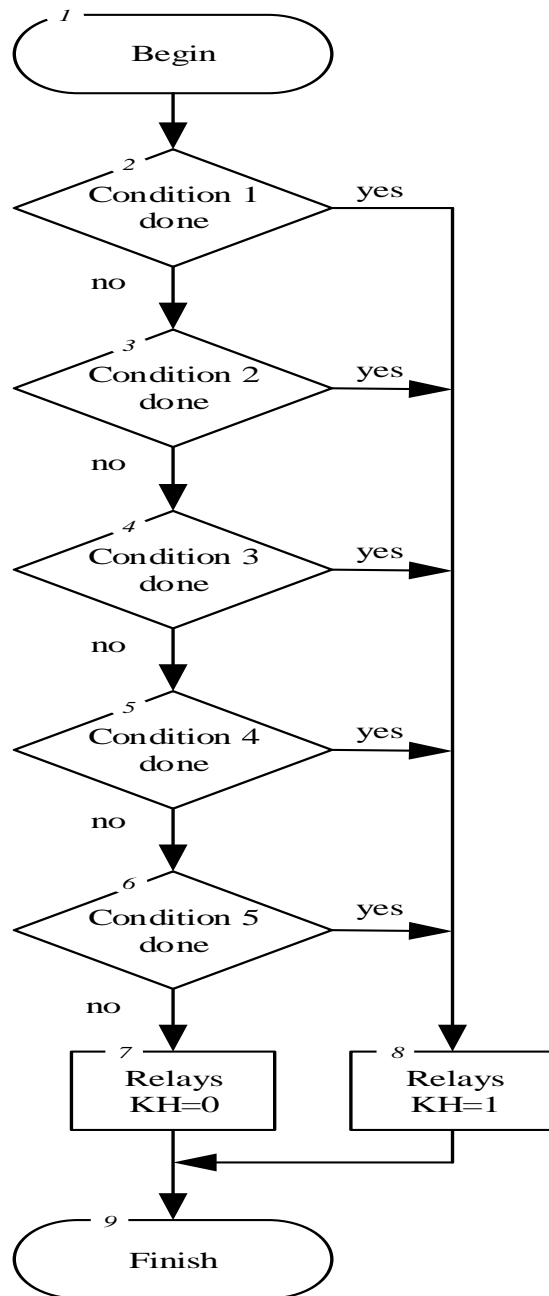 1
Begin
2
Condition 1
done
yes
no
3
Condition 2
done
yes
no
4
Condition 3
done
yes
no
5
Condition 4
done
yes
no
6
Condition 5
done
yes
no
7
Relays
KH=0
8
Relays
KH=1
9
Finish